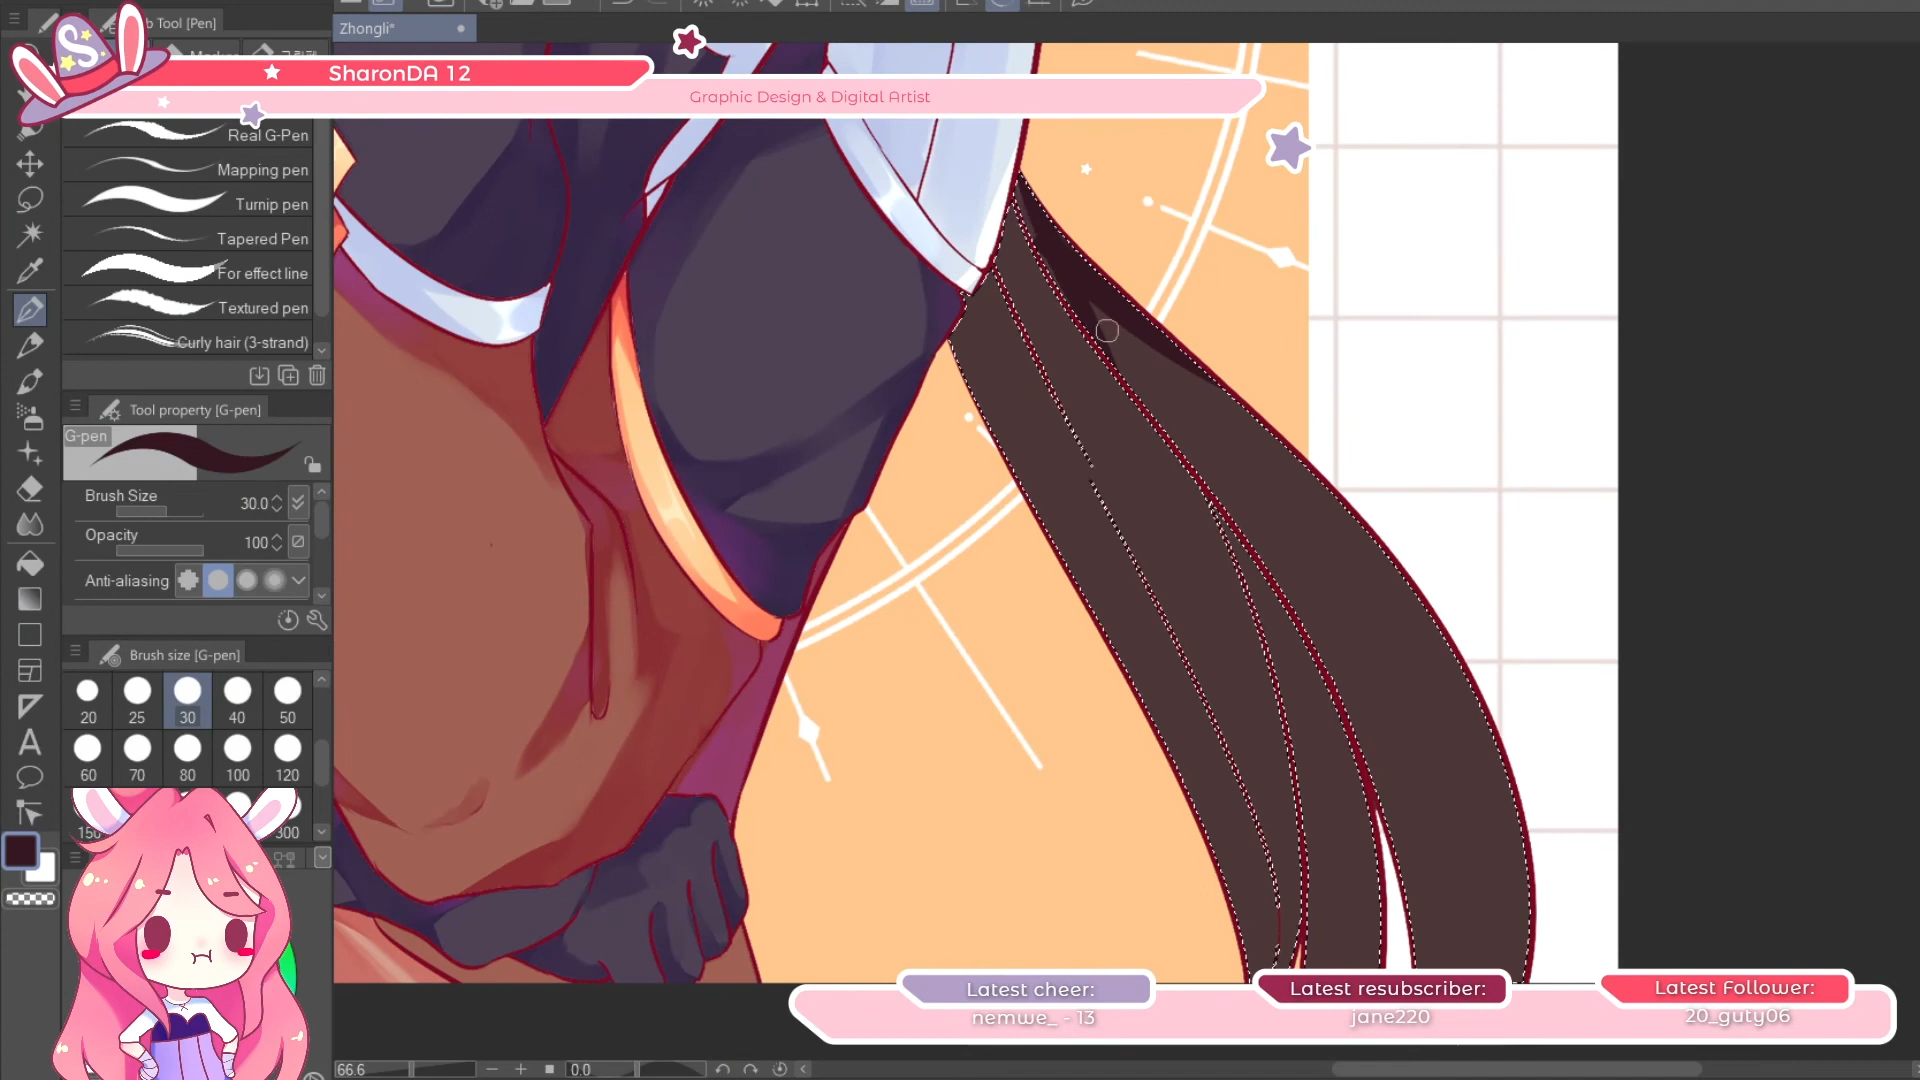 Tool [Pen]
Zhongli*
S
SharonDA 12
Graphic Design & Digital Artist
Marker
Real G-Pen
Mapping pen
Turnip pen
Tapered Pen
For effect line
Textured pen
Curly hair (3-strand)
Tool property [G-pen]
G-pen
Brush Size 30.0
Opacity 100
Anti-aliasing
Brush size [G-pen]
20 25 30 40 50
60 70 80 100 120
150 300
A
Latest cheer:
nemwe_ - 13
Latest resubscriber:
jane220
Latest Follower:
20_guty06
66.6
0.0